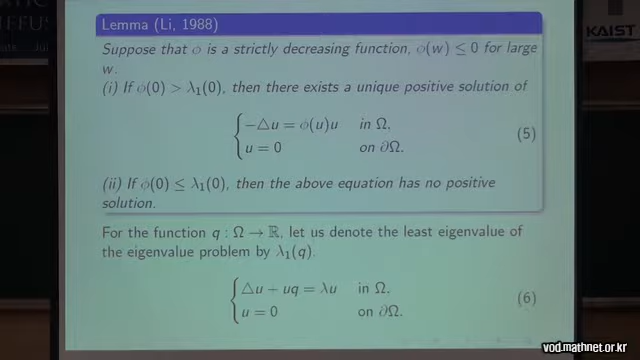 Lemma (Li, 1988)
Suppose that φ is a strictly decreasing function, φ(w) ≤ 0 for large
w.
(i) If φ(0) > λ₁(0), then there exists a unique positive solution of
{ −△u = φ(u)u in Ω, (5)
u = 0 on ∂Ω.
(ii) If φ(0) ≤ λ₁(0), then the above equation has no positive
solution.
For the function q : Ω → ℝ, let us denote the least eigenvalue of
the eigenvalue problem by λ₁(q).
{ △u − uq = λu in Ω, (6)
u = 0 on ∂Ω.
KAIST
vod.mathnet.or.kr